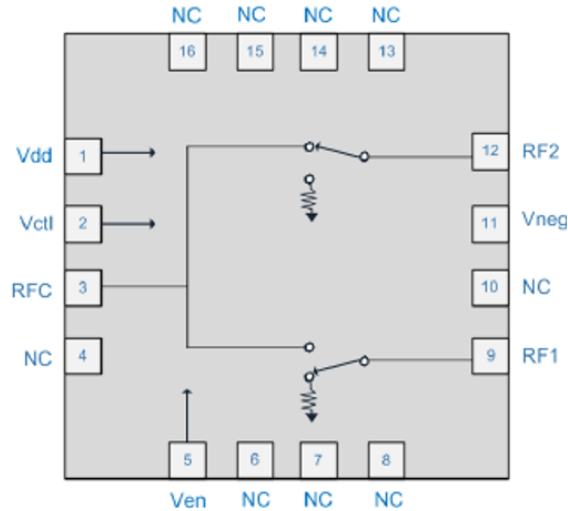 NC NC NC NC
16 15 14 13
Vdd 1 12 RF2
Vctl 2 11 Vneg
RFC 3 10 NC
NC 4 9 RF1
5 6 7 8
Ven NC NC NC